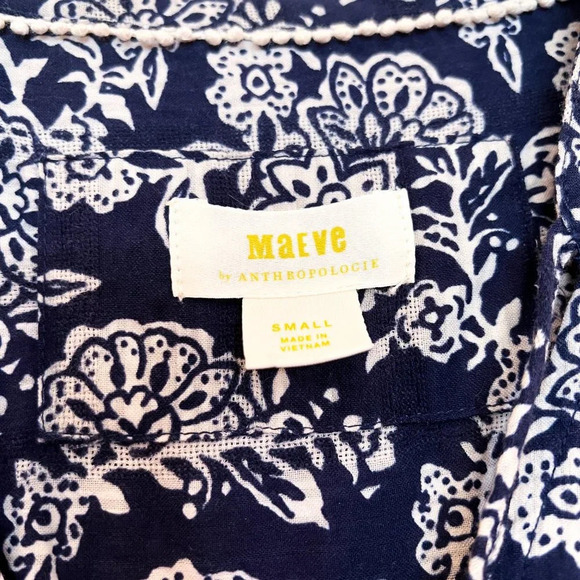 MaEVe
by ANTHROPOLOGIE
SMALL
MADE IN
VIETNAM